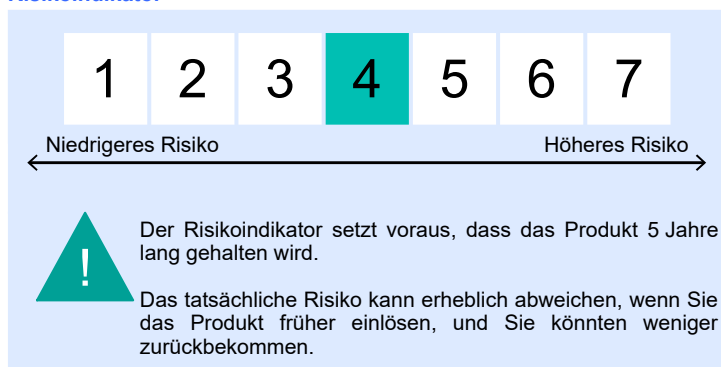 Risikoindikator
1 2 3 4 5 6 7
Niedrigeres Risiko Höheres Risiko
Der Risikoindikator setzt voraus, dass das Produkt 5 Jahre
lang gehalten wird.
!
Das tatsächliche Risiko kann erheblich abweichen, wenn Sie
das Produkt früher einlösen, und Sie könnten weniger
zurückbekommen.